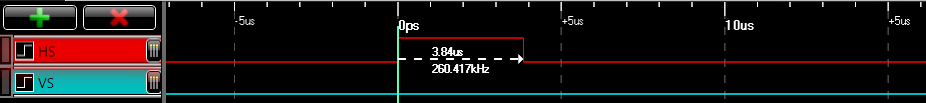 -5us 0ps +5us 10us +5us
HS
3.84us
260.417kHz
VS